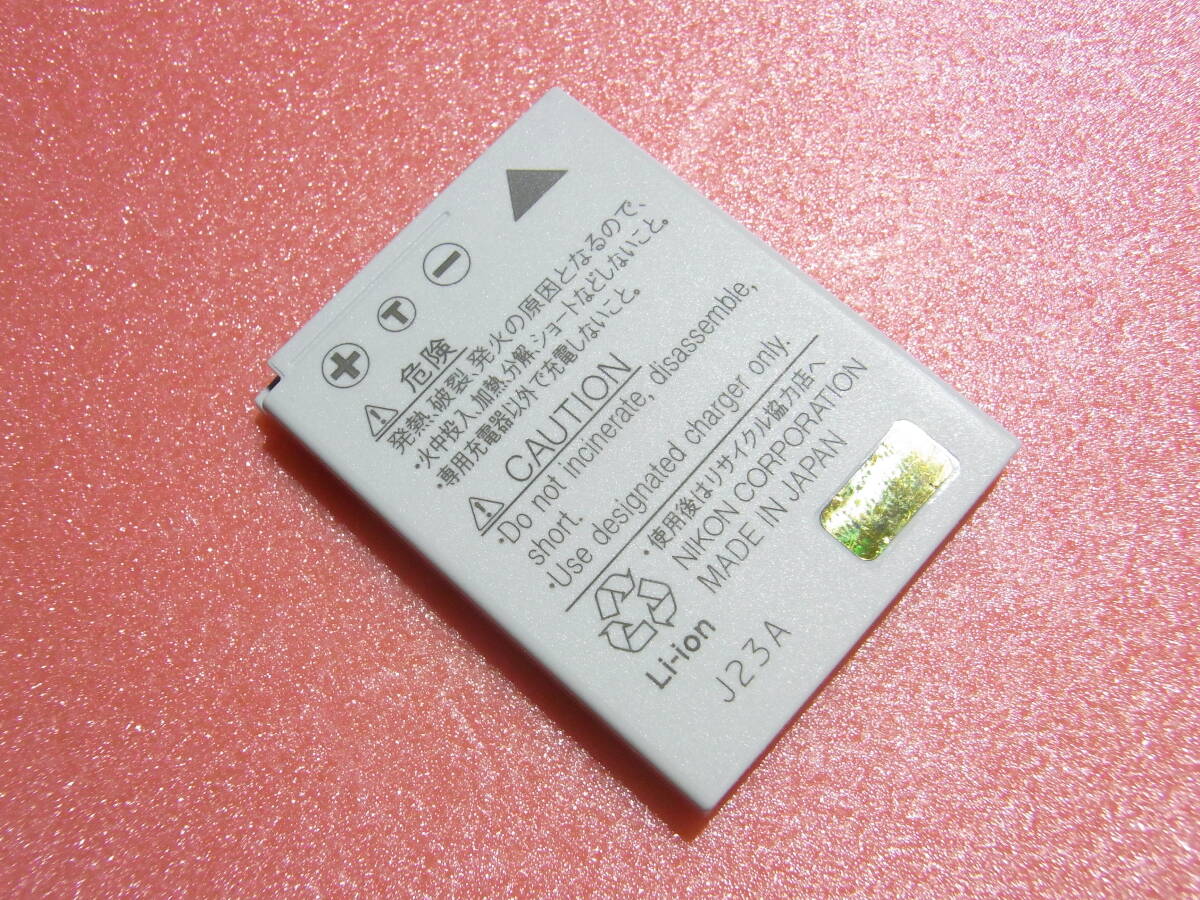 + T −
危険
発熱、破裂、発火の原因となるので、
・火中投入、加熱、分解、ショートなどしないこと。
・専用充電器以外で充電しないこと。
CAUTION
・Do not incinerate, disassemble,
short.
・Use designated charger only.
・使用後はリサイクル協力店へ
NIKON CORPORATION
MADE IN JAPAN
Li-ion
J23A